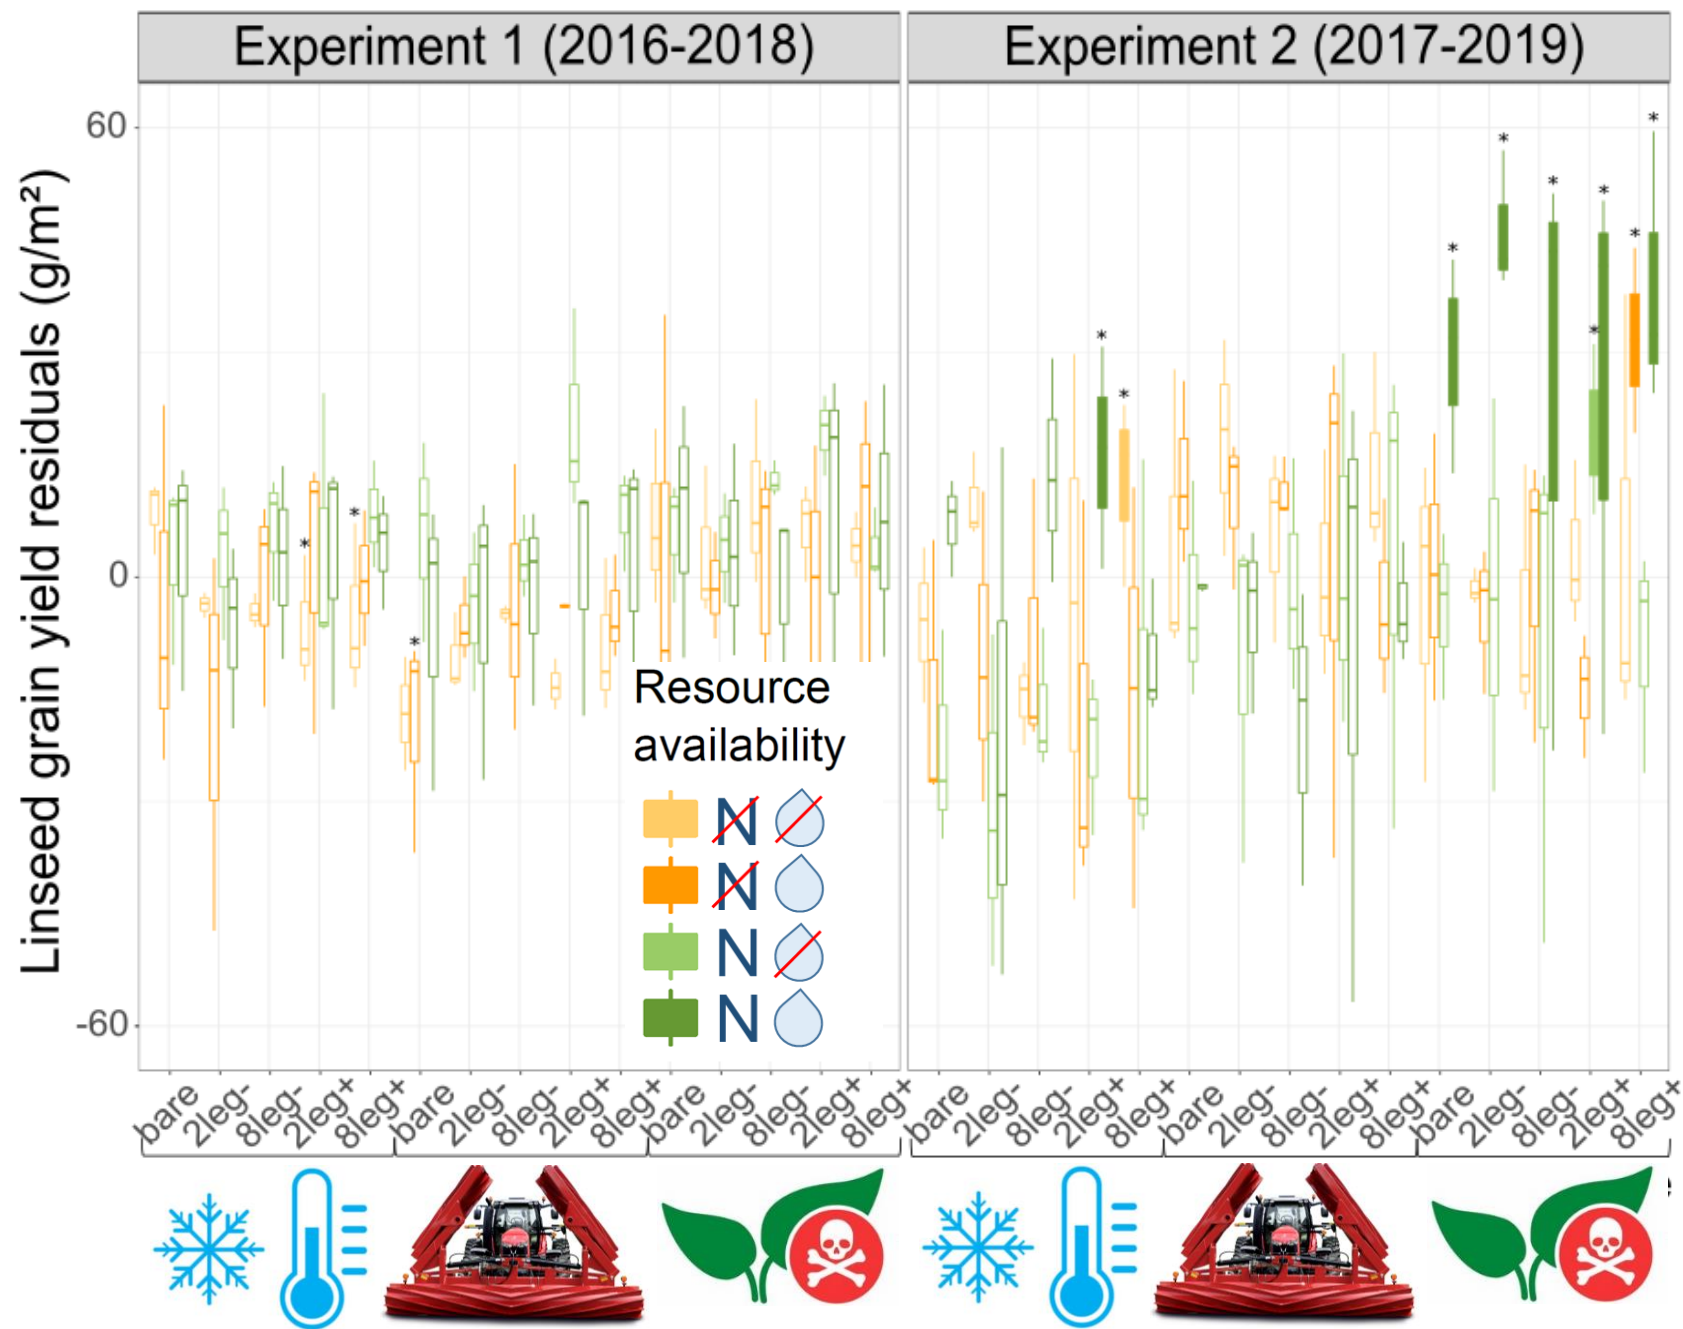 Experiment 1 (2016-2018)
Experiment 2 (2017-2019)
Linseed grain yield residuals (g/m²)
60
0
-60
* * * * * * * * * * * *
Resource
availability
N
N
N
N
bare 2leg- 8leg- 2leg+ 8leg+ bare 2leg- 8leg- 2leg+ 8leg+ bare 2leg- 8leg- 2leg+ 8leg+
bare 2leg- 8leg- 2leg+ 8leg+ bare 2leg- 8leg- 2leg+ 8leg+ bare 2leg- 8leg- 2leg+ 8leg+